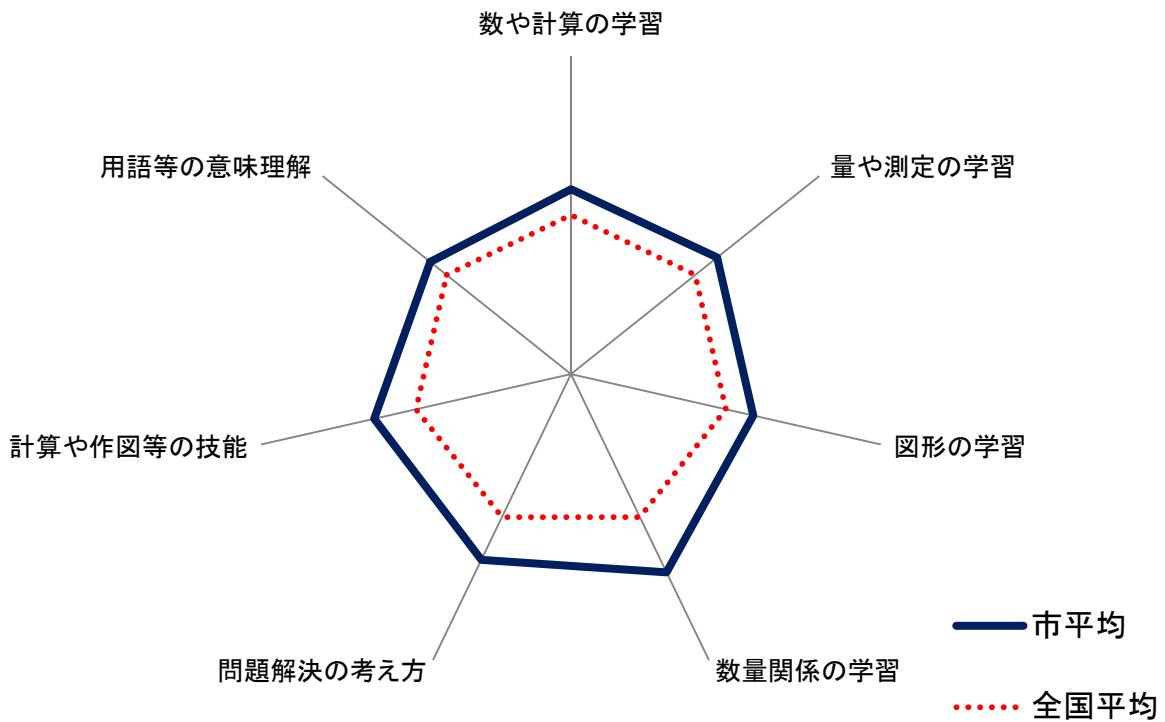 数や計算の学習
用語等の意味理解
量や測定の学習
計算や作図等の技能
図形の学習
問題解決の考え方
数量関係の学習
市平均
全国平均